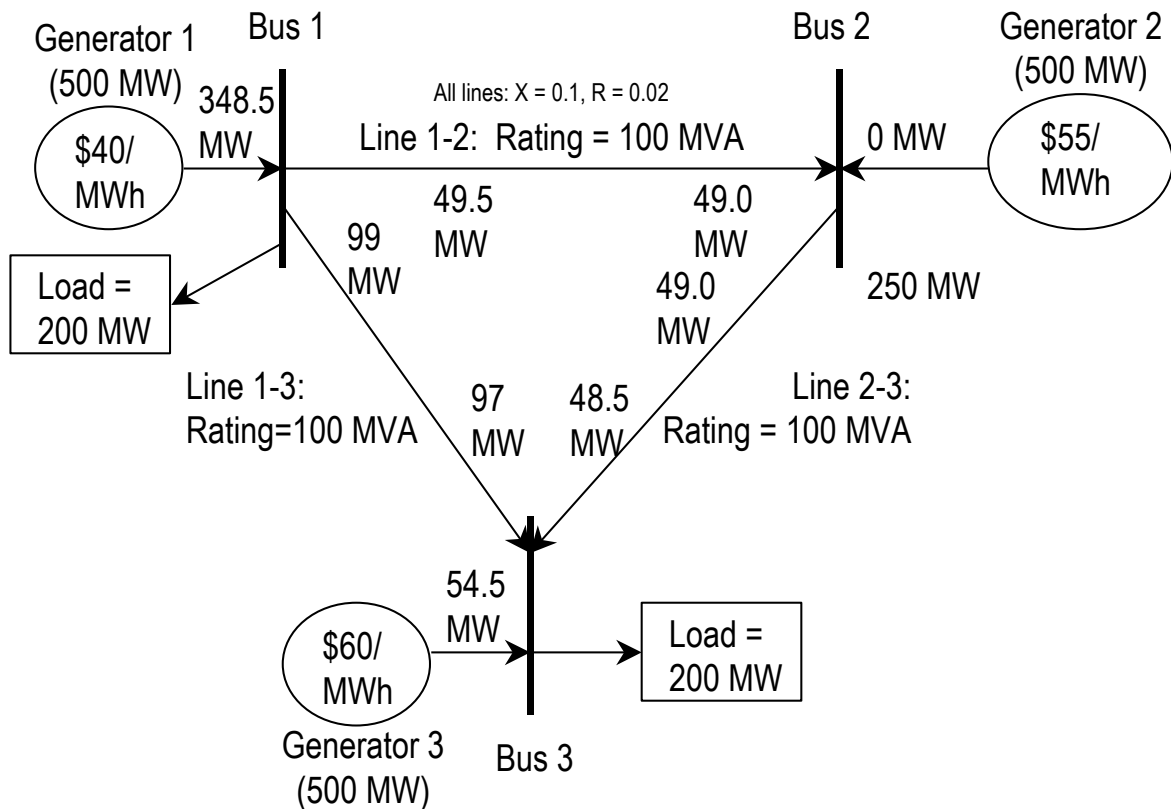 Generator 1
(500 MW)
$40/
MWh
348.5
MW
Bus 1
All lines: X = 0.1, R = 0.02
Line 1-2:  Rating = 100 MVA
Bus 2
Generator 2
(500 MW)
0 MW
$55/
MWh
Load =
200 MW
99
MW
49.5
MW
49.0
MW
49.0
MW
250 MW
Line 1-3:
Rating=100 MVA
97
MW
48.5
MW
Line 2-3:
Rating = 100 MVA
54.5
MW
$60/
MWh
Generator 3
(500 MW)
Bus 3
Load =
200 MW